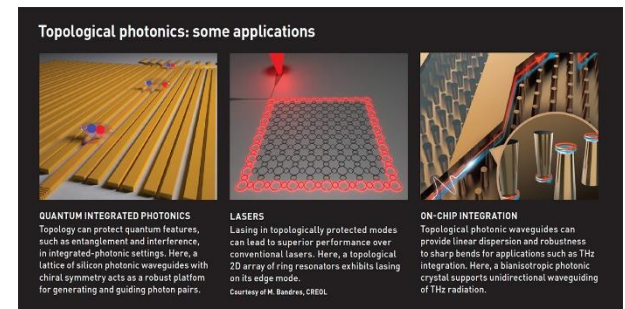 Topological photonics: some applications
QUANTUM INTEGRATED PHOTONICS
Topology can protect quantum features,
such as entanglement and interference,
in integrated-photonic settings. Here, a
lattice of silicon photonic waveguides with
chiral symmetry acts as a robust platfom
for generating and guiding photon pairs.
LASERS
Lasing in topologically protected modes
can lead to superior performance over
conventional lasers. Here, a topological
2D array of ring resonators exhibits lasing
on its edge mode.
Courtesy of M. Bandres, CREOL
ON-CHIP INTEGRATION
Topological photonic waveguides can
provide linear dispersion and robustness
to sharp bends for applications such as THz
integration. Here, a bianisotropic photonic
crystal supports unidirectional waveguiding
of THz radiation.